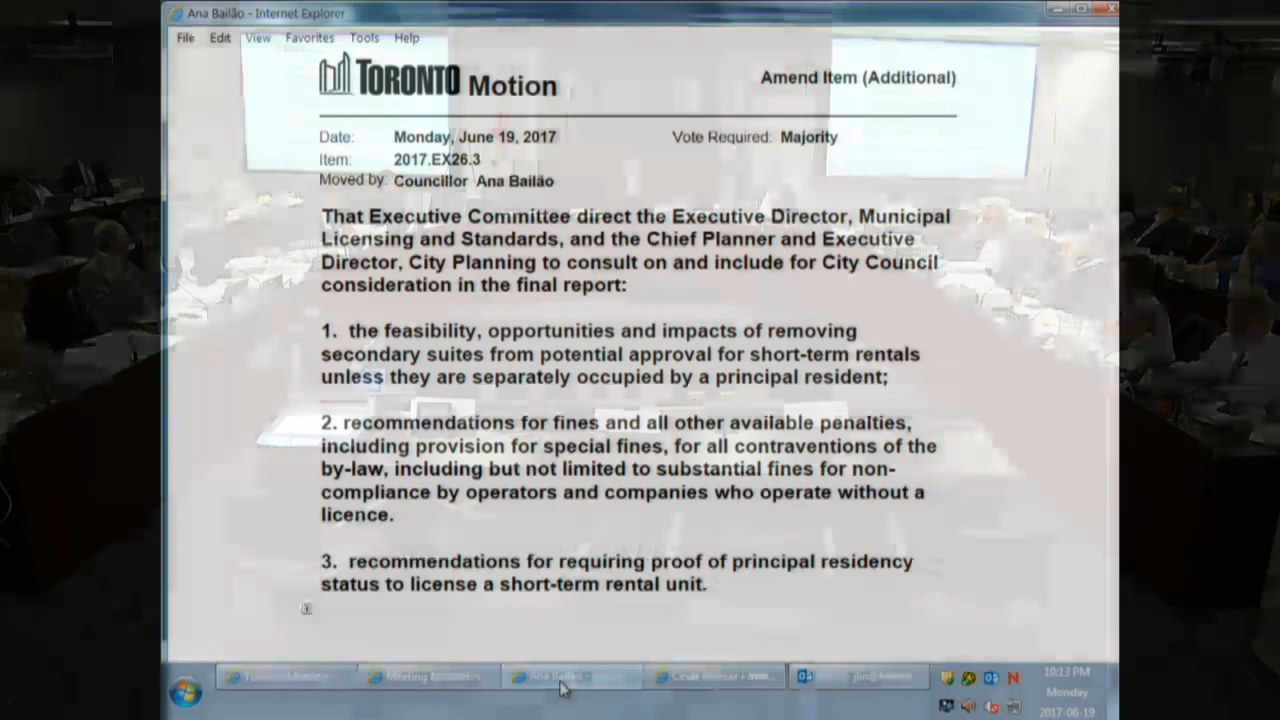 Ana Bailão - Internet Explorer
File Edit View Favorites Tools Help
TORONTO Motion
Amend Item (Additional)
Date: Monday, June 19, 2017
Vote Required: Majority
Item: 2017.EX26.3
Moved by: Councillor Ana Bailão
That Executive Committee direct the Executive Director, Municipal
Licensing and Standards, and the Chief Planner and Executive
Director, City Planning to consult on and include for City Council
consideration in the final report:
1. the feasibility, opportunities and impacts of removing
secondary suites from potential approval for short-term rentals
unless they are separately occupied by a principal resident;
2. recommendations for fines and all other available penalties,
including provision for special fines, for all contraventions of the
by-law, including but not limited to substantial fines for non-
compliance by operators and companies who operate without a
licence.
3. recommendations for requiring proof of principal residency
status to license a short-term rental unit.
Meeting
Ana Bailão -
10:13 PM
Monday
2017-06-19